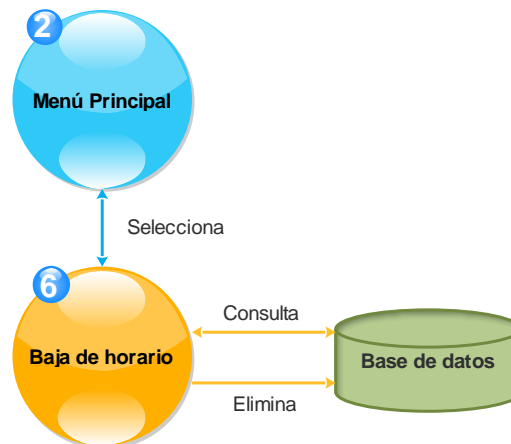 2
Menú Principal
Selecciona
6
Baja de horario
Consulta
Base de datos
Elimina